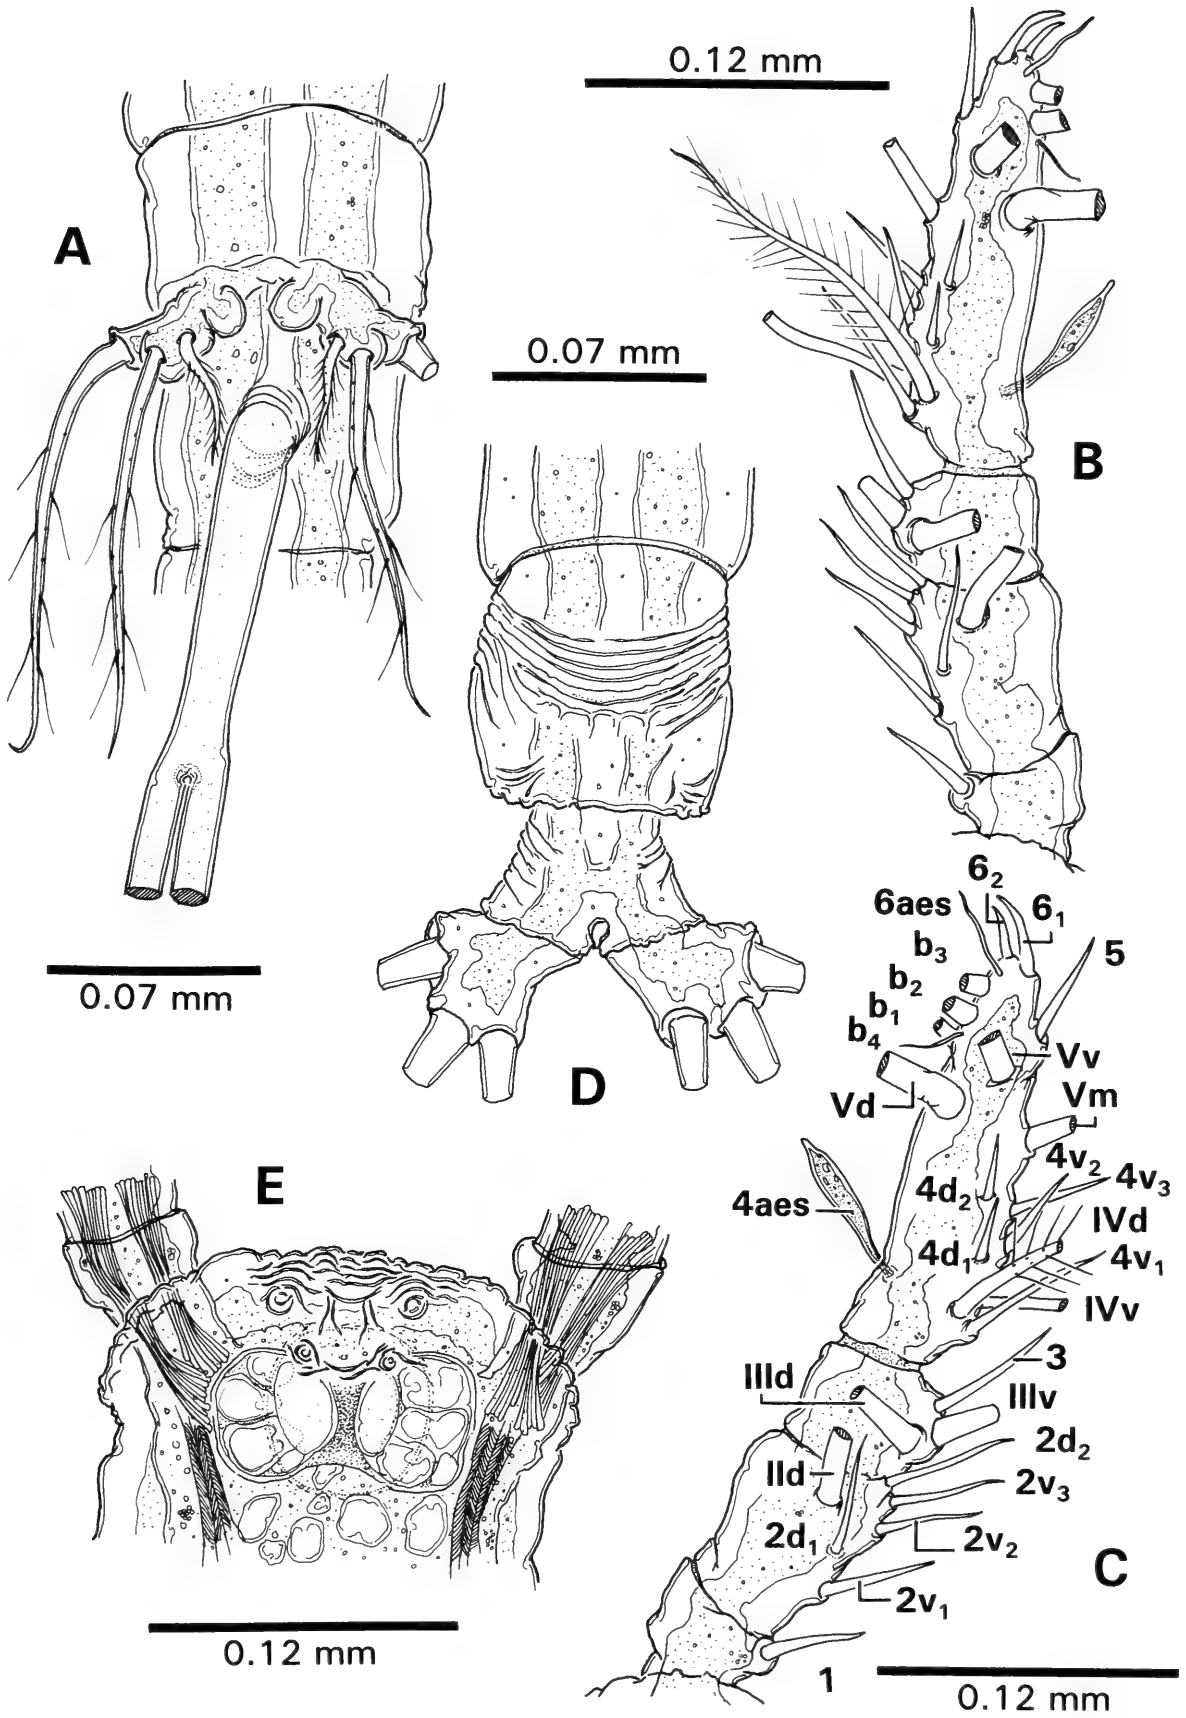 0.12 mm
A
0.07 mm
B
6₂
6aes
6₁
b₃
5
b₂
b₁
b₄
Vv
Vd
Vm
4v₂
4v₃
E
4d₂
4aes
IVd
4d₁
4v₁
IVv
0.07 mm
D
3
IIId
IIIv
2d₂
IId
2v₃
2d₁
2v₂
C
2v₁
0.12 mm
1
0.12 mm